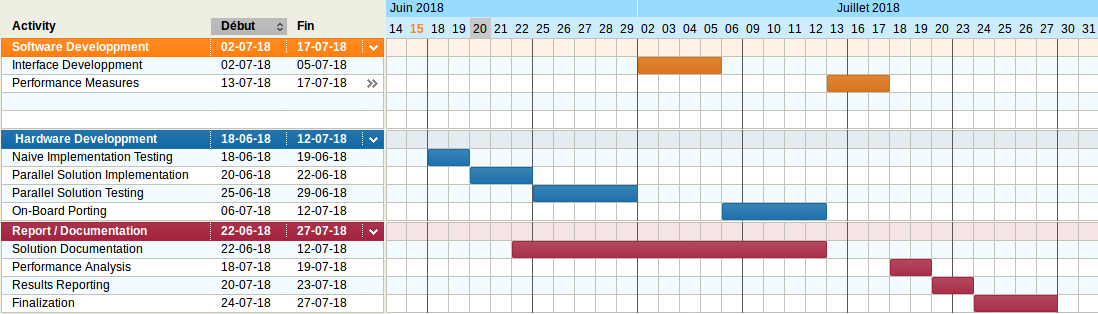 Juin 2018 Juillet 2018
Activity Début Fin 14 15 18 19 20 21 22 25 26 27 28 29 02 03 04 05 06 09 10 11 12 13 16 17 18 19 20 23 24 25 26 27 30 31
Software Developpment 02-07-18 17-07-18
Interface Developpment 02-07-18 05-07-18
Performance Measures 13-07-18 17-07-18
Hardware Developpment 18-06-18 12-07-18
Naive Implementation Testing 18-06-18 19-06-18
Parallel Solution Implementation 20-06-18 22-06-18
Parallel Solution Testing 25-06-18 29-06-18
On-Board Porting 06-07-18 12-07-18
Report / Documentation 22-06-18 27-07-18
Solution Documentation 22-06-18 12-07-18
Performance Analysis 18-07-18 19-07-18
Results Reporting 20-07-18 23-07-18
Finalization 24-07-18 27-07-18